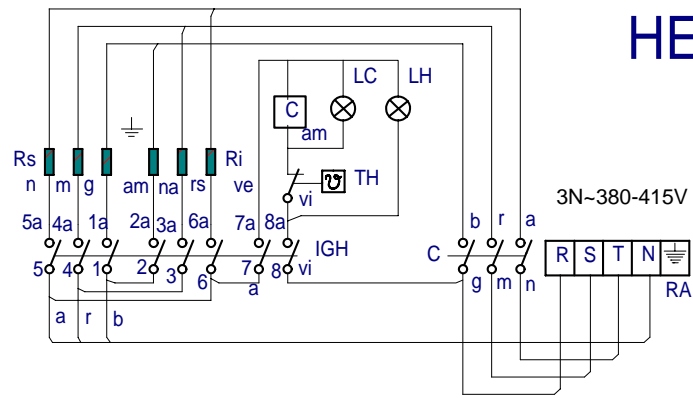 HE
LC LH
C
am
Rs Ri
n m g am na rs ve
TH
vi
3N~380-415V
5a 4a 1a 2a 3a 6a 7a 8a
b r a
IGH
C
R S T N
5 4 1 2 3 6 7 8 vi
a
g m n
RA
a r b